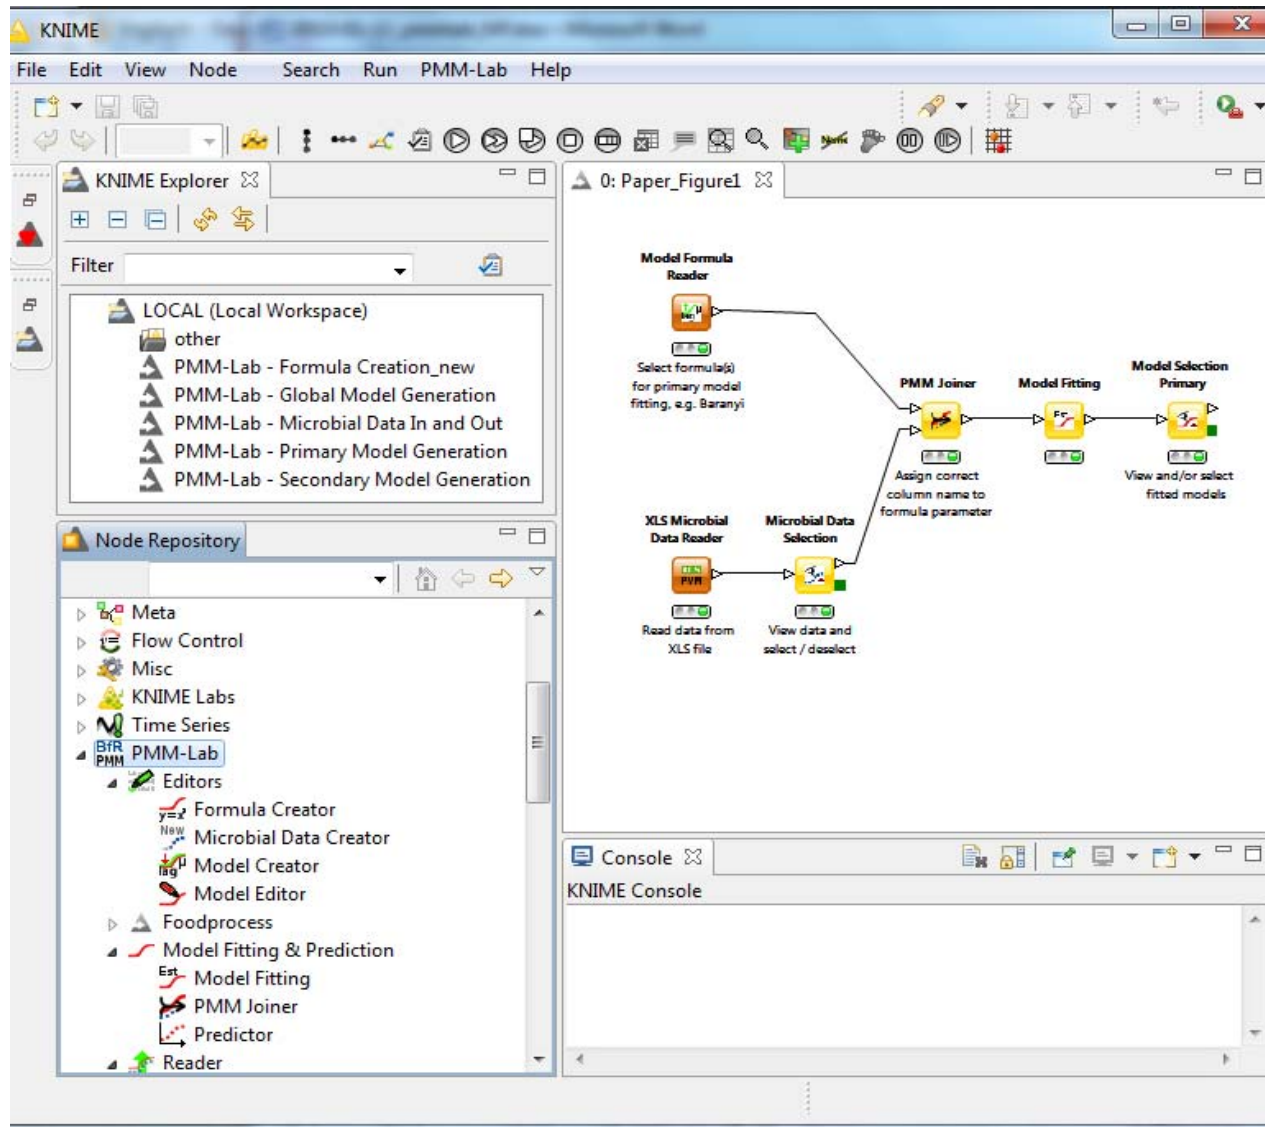 KNIME
File Edit View Node Search Run PMM-Lab Help
KNIME Explorer
Filter
LOCAL (Local Workspace)
other
PMM-Lab - Formula Creation_new
PMM-Lab - Global Model Generation
PMM-Lab - Microbial Data In and Out
PMM-Lab - Primary Model Generation
PMM-Lab - Secondary Model Generation
Node Repository
Meta
Flow Control
Misc
KNIME Labs
Time Series
BfR
PMM PMM-Lab
Editors
y=x² Formula Creator
New Microbial Data Creator
Model Creator
Model Editor
Foodprocess
Model Fitting & Prediction
Est Model Fitting
PMM Joiner
Predictor
Reader
0: Paper_Figure1
Model Formula
Reader
Select formula(s)
for primary model
fitting, e.g. Baranyi
XLS Microbial
Data Reader
Read data from
XLS file
Microbial Data
Selection
View data and
select / deselect
PMM Joiner
Assign correct
column name to
formula parameter
Model Fitting
Model Selection
Primary
View and/or select
fitted models
Console
KNIME Console